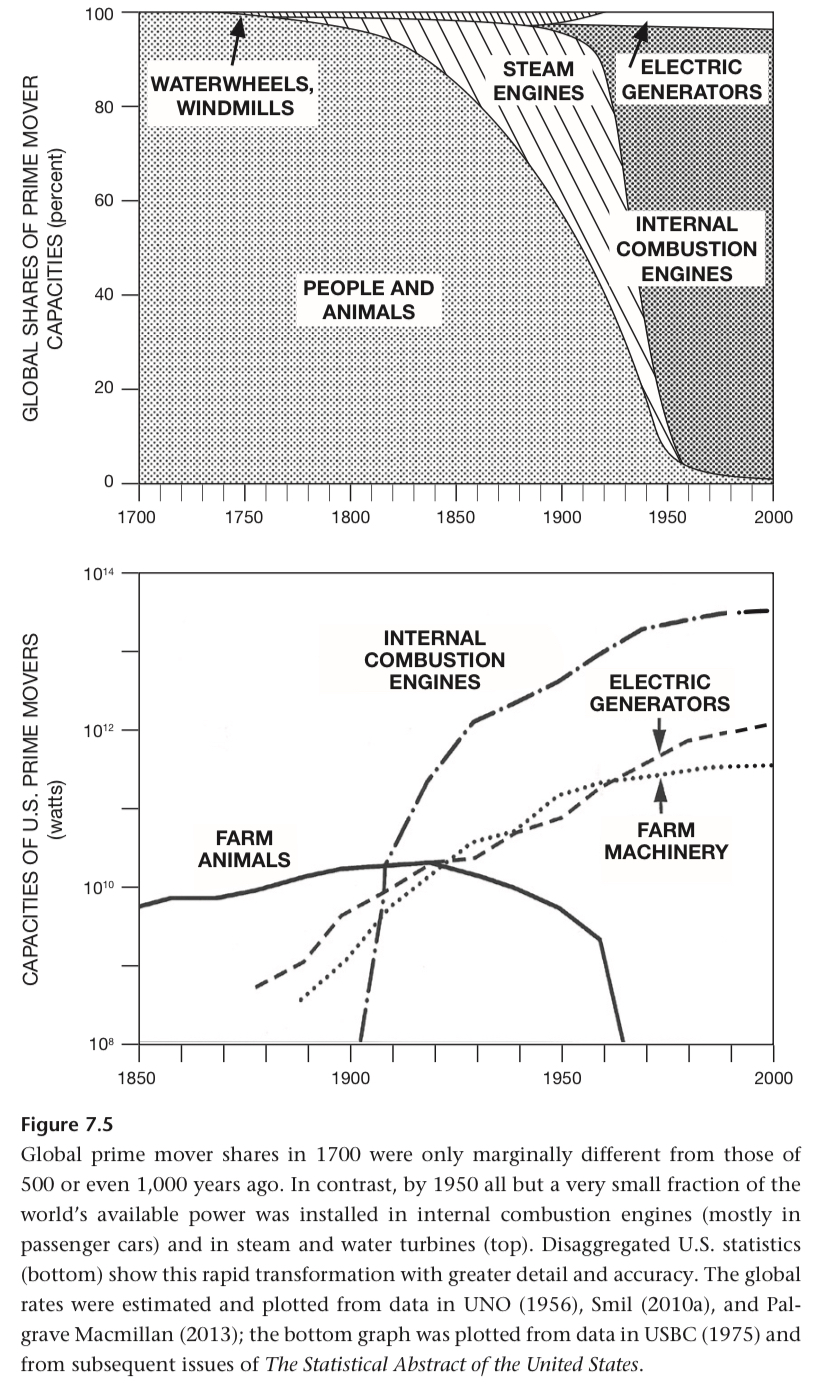 GLOBAL SHARES OF PRIME MOVER
CAPACITIES (percent)
100
80
60
40
20
0
WATERWHEELS,
WINDMILLS
STEAM
ENGINES
ELECTRIC
GENERATORS
INTERNAL
COMBUSTION
ENGINES
PEOPLE AND
ANIMALS
1700 1750 1800 1850 1900 1950 2000
CAPACITIES OF U.S. PRIME MOVERS
(watts)
10¹⁴
10¹²
10¹⁰
10⁸
INTERNAL
COMBUSTION
ENGINES
ELECTRIC
GENERATORS
FARM
ANIMALS
FARM
MACHINERY
1850 1900 1950 2000
Figure 7.5
Global prime mover shares in 1700 were only marginally different from those of
500 or even 1,000 years ago. In contrast, by 1950 all but a very small fraction of the
world's available power was installed in internal combustion engines (mostly in
passenger cars) and in steam and water turbines (top). Disaggregated U.S. statistics
(bottom) show this rapid transformation with greater detail and accuracy. The global
rates were estimated and plotted from data in UNO (1956), Smil (2010a), and Pal-
grave Macmillan (2013); the bottom graph was plotted from data in USBC (1975) and
from subsequent issues of The Statistical Abstract of the United States.